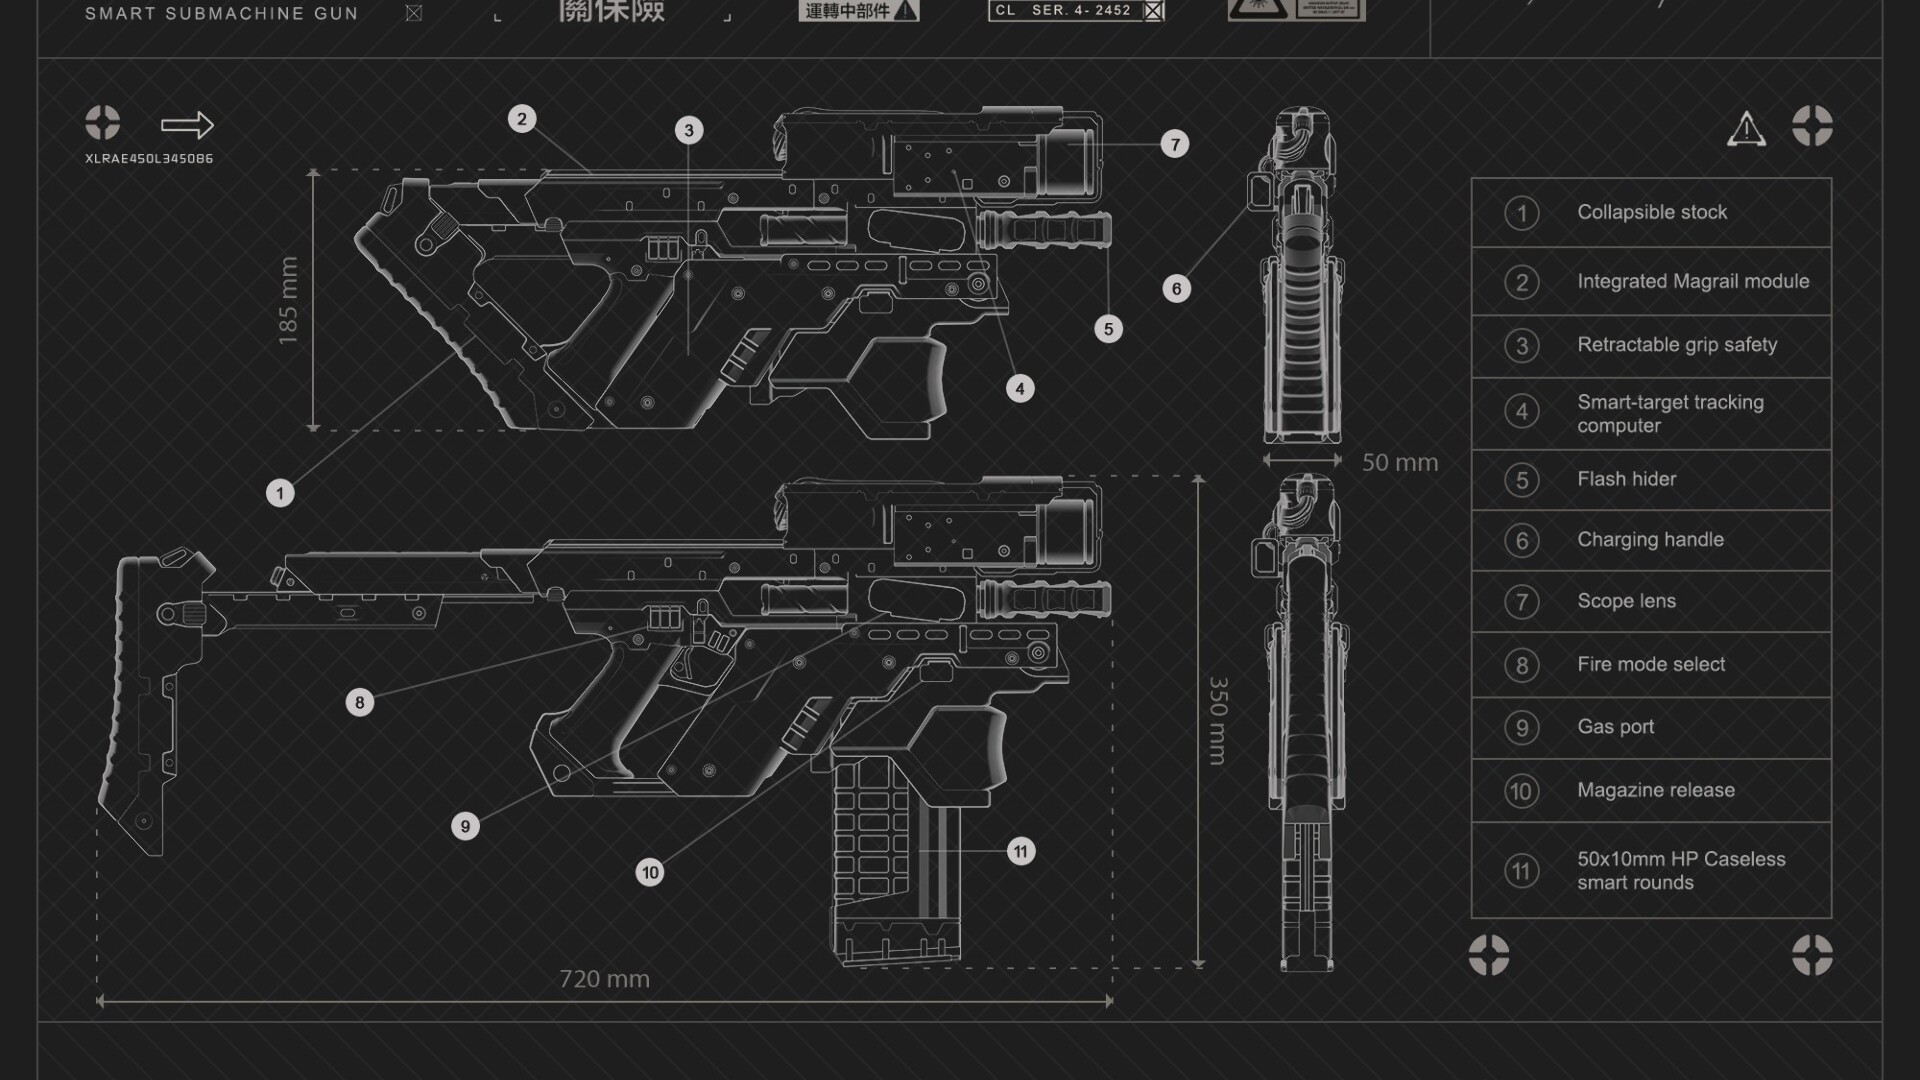 SMART SUBMACHINE GUN
關保險
運轉中部件
CL SER. 4- 2452
XLRAE450L345086
2
3
7
185 mm
6
5
4
1
50 mm
8
350 mm
9
10
11
720 mm
1 Collapsible stock
2 Integrated Magrail module
3 Retractable grip safety
4 Smart-target tracking
computer
5 Flash hider
6 Charging handle
7 Scope lens
8 Fire mode select
9 Gas port
10 Magazine release
11 50x10mm HP Caseless
smart rounds